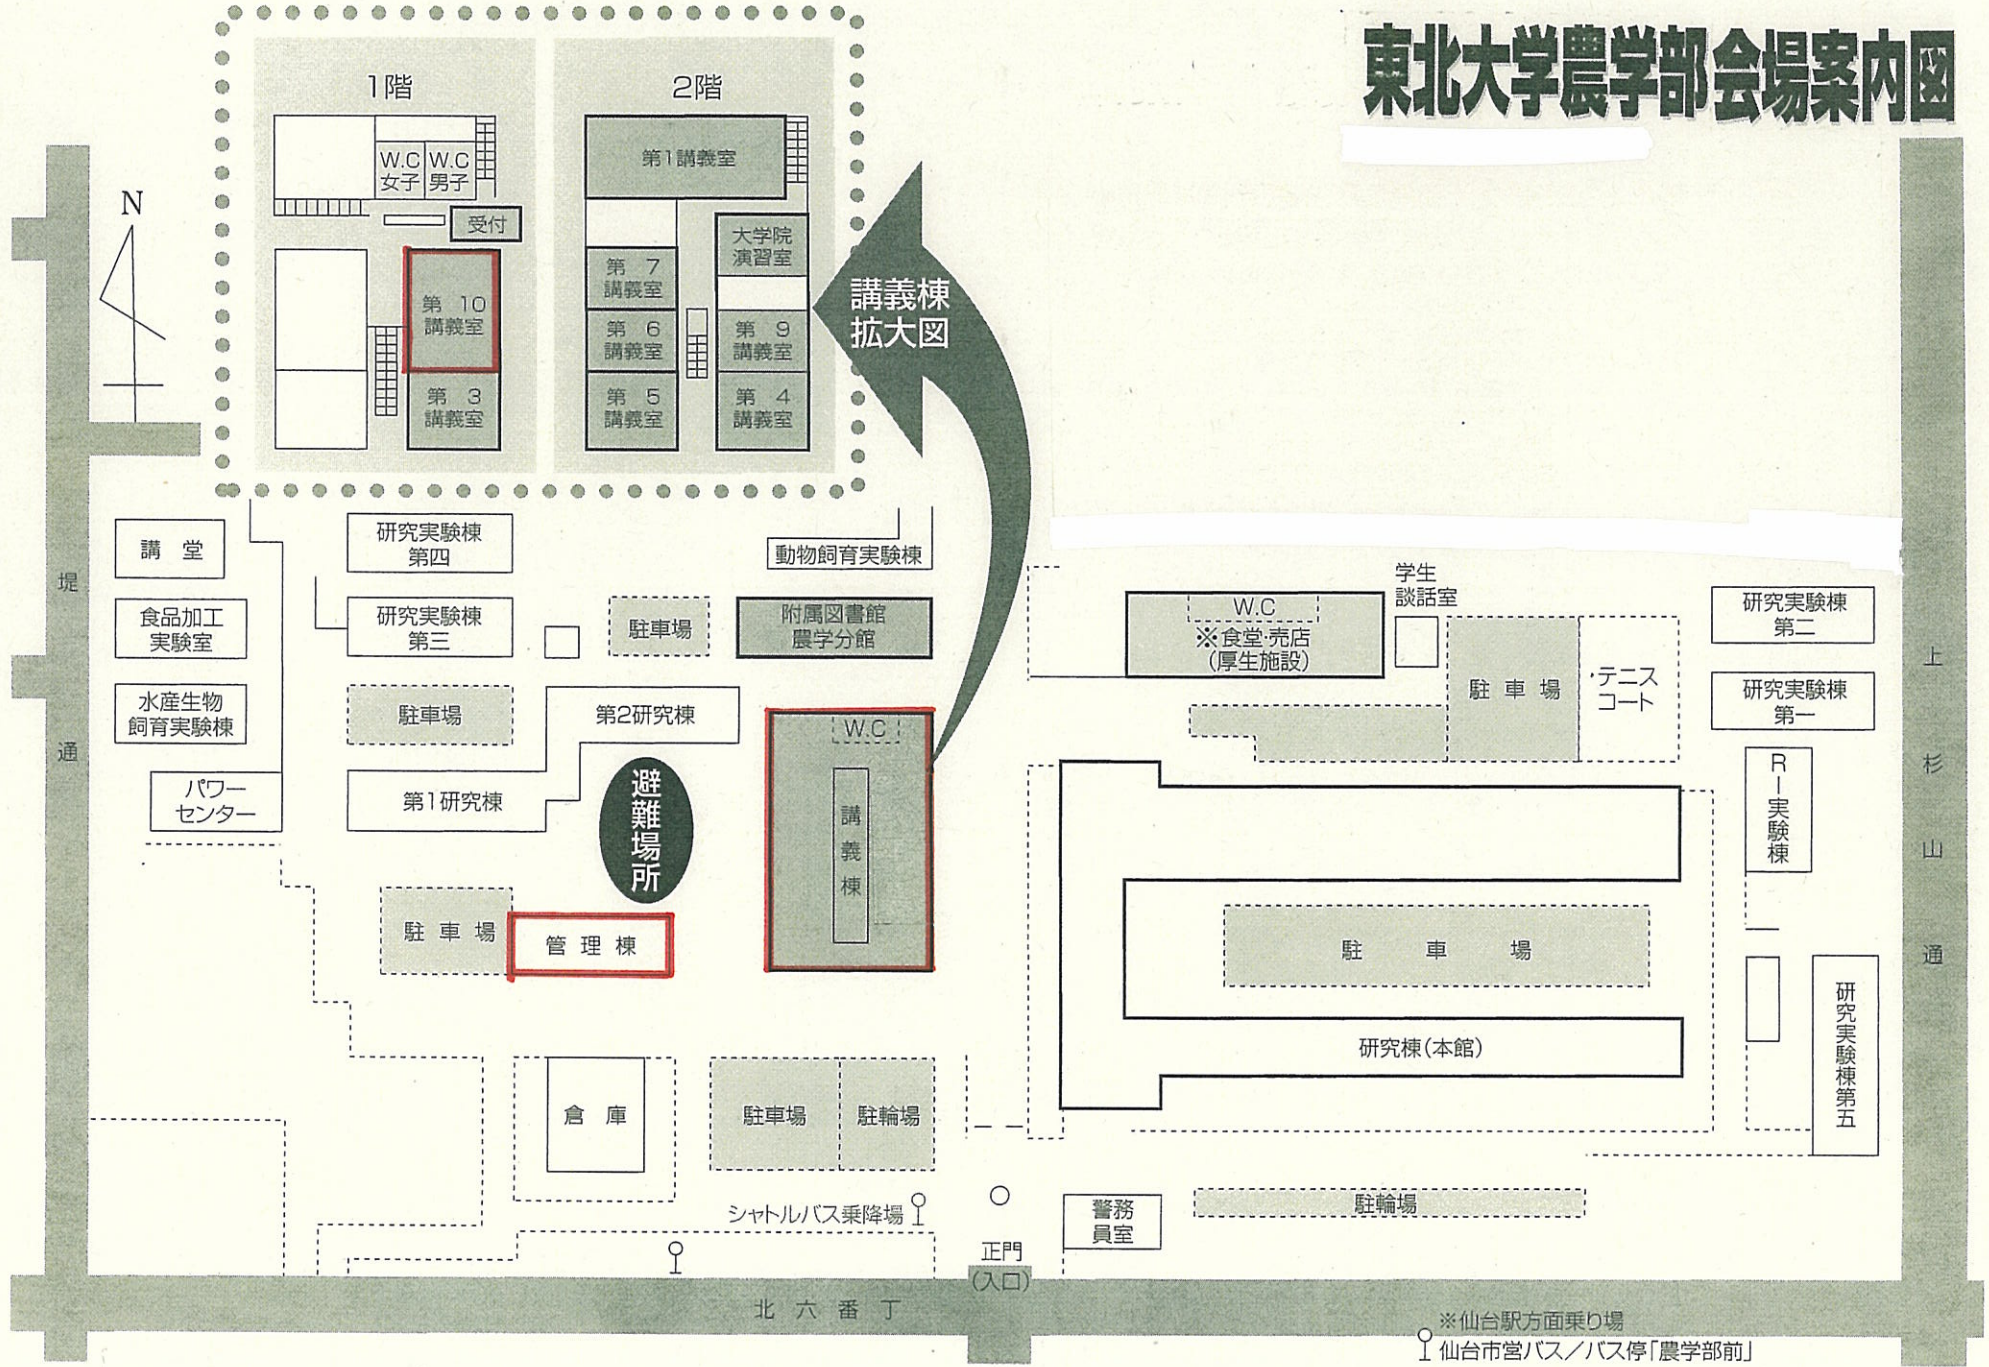 東北大学農学部会場案内図
1階
2階
N
W.C
女子
W.C
男子
受付
第 10
講義室
第 3
講義室
第1講義室
第 7
講義室
第 6
講義室
第 5
講義室
大学院
演習室
第 9
講義室
第 4
講義室
講義棟
拡大図
講 堂
食品加工
実験室
水産生物
飼育実験棟
パワー
センター
研究実験棟
第四
研究実験棟
第三
駐車場
駐車場
第2研究棟
第1研究棟
避難場所
駐 車 場
管 理 棟
動物飼育実験棟
附属図書館
農学分館
W.C
講義棟
W.C
※食堂・売店
(厚生施設)
学生
談話室
駐 車 場
テニス
コート
研究実験棟
第二
研究実験棟
第一
RI実験棟
駐 車 場
研究棟(本館)
研究実験棟第五
倉 庫
駐車場
駐輪場
シャトルバス乗降場
正門
(入口)
警務
員室
駐輪場
堤通
上杉山通
北 六 番 丁
※仙台駅方面乗り場
仙台市営バス/バス停「農学部前」